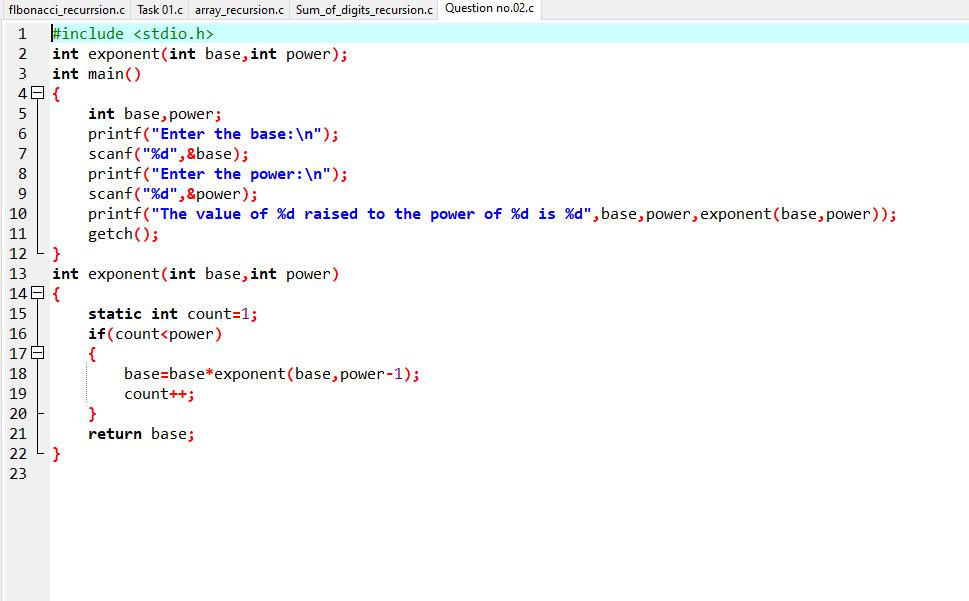 fIbonacci_recurrsion.c Task 01.c array_recursion.c Sum_of_digits_recursion.c Question no.02.c
1 #include <stdio.h>
2 int exponent(int base,int power);
3 int main()
4 {
5 int base,power;
6 printf("Enter the base:\n");
7 scanf("%d",&base);
8 printf("Enter the power:\n");
9 scanf("%d",&power);
10 printf("The value of %d raised to the power of %d is %d",base,power,exponent(base,power));
11 getch();
12 }
13 int exponent(int base,int power)
14 {
15 static int count=1;
16 if(count<power)
17 {
18 base=base*exponent(base,power-1);
19 count++;
20 }
21 return base;
22 }
23